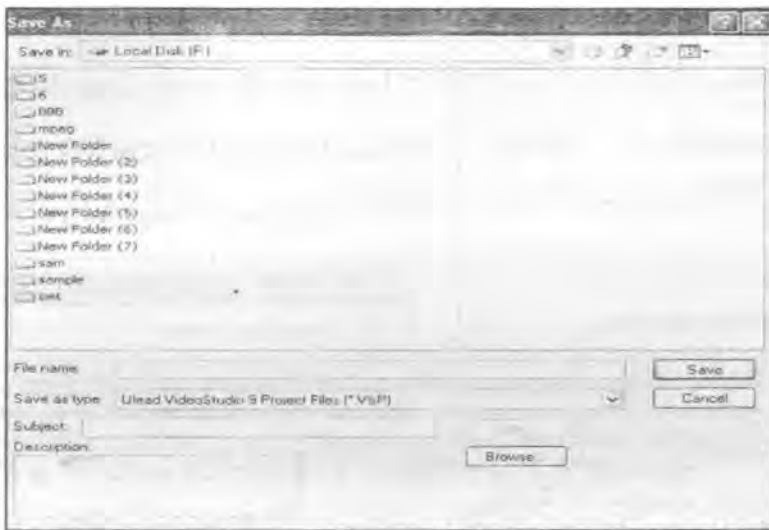 Save As
Save in: Local Disk (F:)
5
6
mpeg
New Folder
New Folder (2)
New Folder (3)
New Folder (4)
New Folder (5)
New Folder (6)
New Folder (7)
sam
sample
File name:
Save
Save as type: Ulead VideoStudio 9 Project Files (*.VSP)
Cancel
Subject:
Description:
Browse...